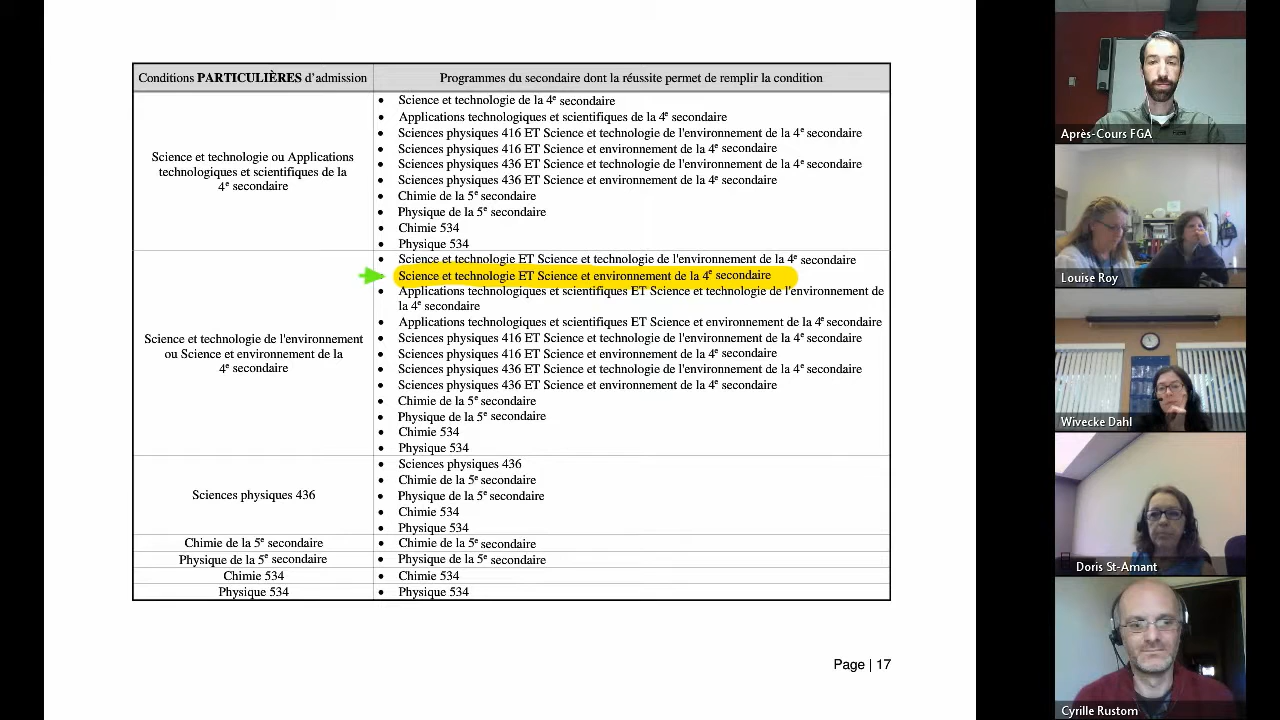 Conditions PARTICULIÈRES d'admission
Programmes du secondaire dont la réussite permet de remplir la condition
Science et technologie ou Applications
technologiques et scientifiques de la
4e secondaire
• Science et technologie de la 4e secondaire
• Applications technologiques et scientifiques de la 4e secondaire
• Sciences physiques 416 ET Science et technologie de l'environnement de la 4e secondaire
• Sciences physiques 416 ET Science et environnement de la 4e secondaire
• Sciences physiques 436 ET Science et technologie de l'environnement de la 4e secondaire
• Sciences physiques 436 ET Science et environnement de la 4e secondaire
• Chimie de la 5e secondaire
• Physique de la 5e secondaire
• Chimie 534
• Physique 534
Science et technologie de l'environnement
ou Science et environnement de la
4e secondaire
• Science et technologie ET Science et technologie de l'environnement de la 4e secondaire
• Science et technologie ET Science et environnement de la 4e secondaire
• Applications technologiques et scientifiques ET Science et technologie de l'environnement de
la 4e secondaire
• Applications technologiques et scientifiques ET Science et environnement de la 4e secondaire
• Sciences physiques 416 ET Science et technologie de l'environnement de la 4e secondaire
• Sciences physiques 416 ET Science et environnement de la 4e secondaire
• Sciences physiques 436 ET Science et technologie de l'environnement de la 4e secondaire
• Sciences physiques 436 ET Science et environnement de la 4e secondaire
• Chimie de la 5e secondaire
• Physique de la 5e secondaire
• Chimie 534
• Physique 534
Sciences physiques 436
• Sciences physiques 436
• Chimie de la 5e secondaire
• Physique de la 5e secondaire
• Chimie 534
• Physique 534
Chimie de la 5e secondaire
• Chimie de la 5e secondaire
Physique de la 5e secondaire
• Physique de la 5e secondaire
Chimie 534
• Chimie 534
Physique 534
• Physique 534
Page | 17
Après-Cours FGA
Louise Roy
Wivecke Dahl
Doris St-Amant
Cyrille Rustom